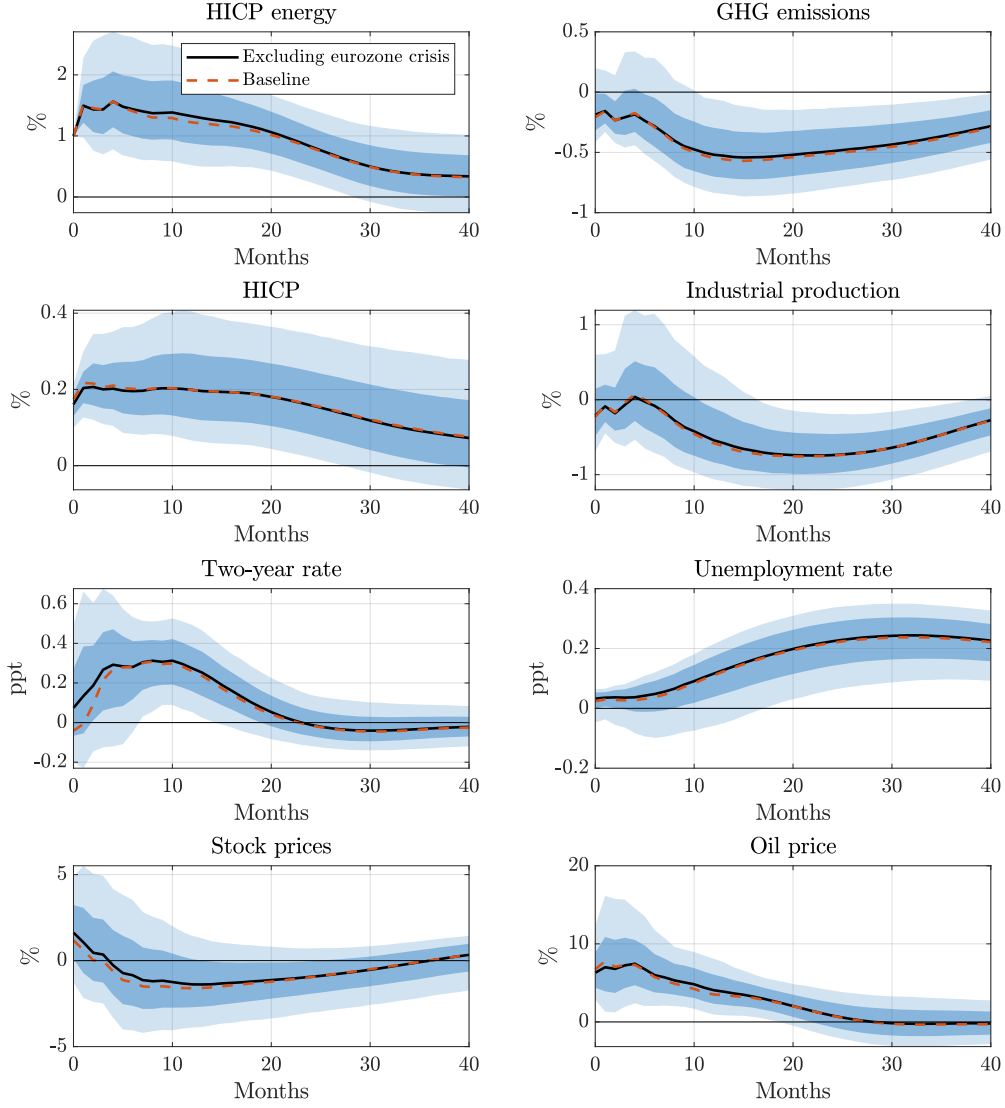 HICP energy
2
1
0
%
Excluding eurozone crisis
Baseline
0 10 20 30 40
Months
GHG emissions
0.5
0
-0.5
-1
%
0 10 20 30 40
Months
HICP
0.4
0.2
0
%
0 10 20 30 40
Months
Industrial production
1
0
-1
%
0 10 20 30 40
Months
Two-year rate
0.6
0.4
0.2
0
-0.2
ppt
0 10 20 30 40
Months
Unemployment rate
0.4
0.2
0
-0.2
ppt
0 10 20 30 40
Months
Stock prices
5
0
-5
%
0 10 20 30 40
Months
Oil price
20
10
0
%
0 10 20 30 40
Months